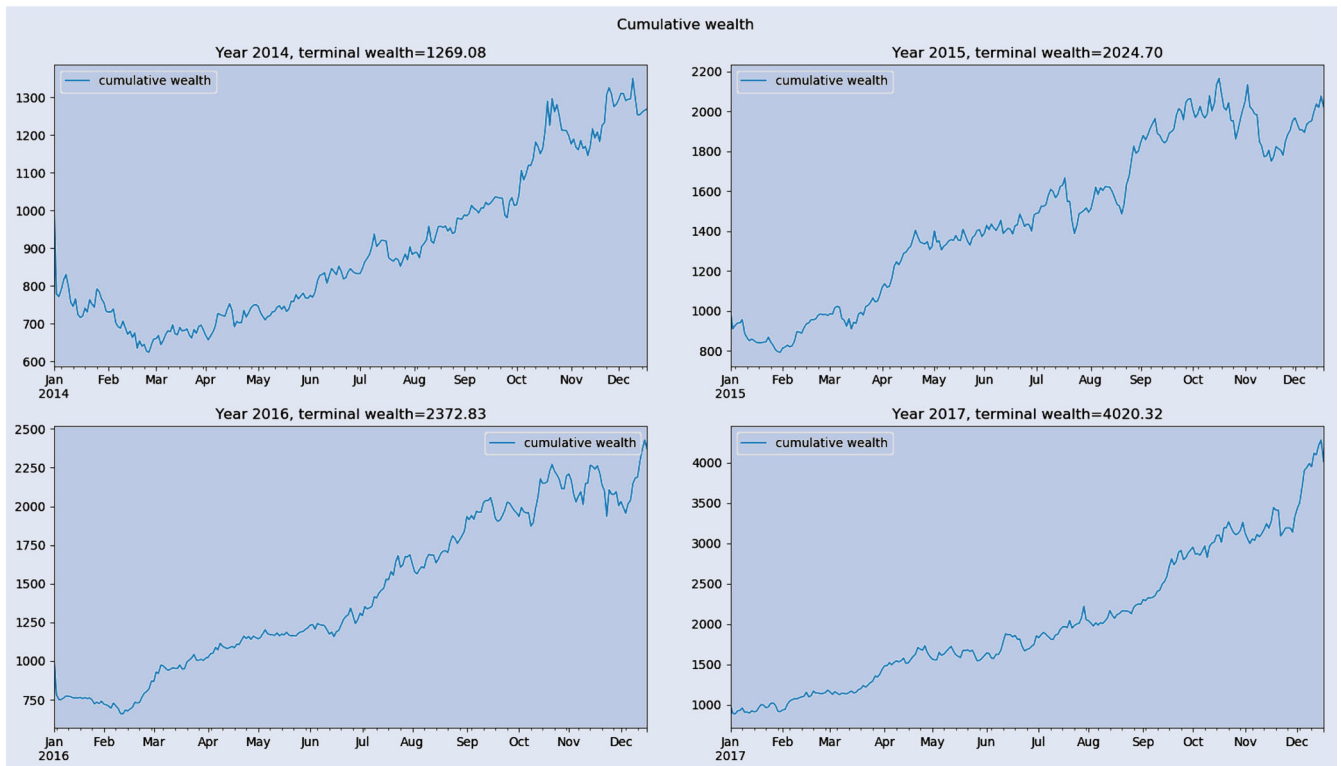 Cumulative wealth
Year 2014, terminal wealth=1269.08
cumulative wealth
1300
1200
1100
1000
900
800
700
600
Jan Feb Mar Apr May Jun Jul Aug Sep Oct Nov Dec
2014
Year 2015, terminal wealth=2024.70
cumulative wealth
2200
2000
1800
1600
1400
1200
1000
800
Jan Feb Mar Apr May Jun Jul Aug Sep Oct Nov Dec
2015
Year 2016, terminal wealth=2372.83
cumulative wealth
2500
2250
2000
1750
1500
1250
1000
750
Jan Feb Mar Apr May Jun Jul Aug Sep Oct Nov Dec
2016
Year 2017, terminal wealth=4020.32
cumulative wealth
4000
3500
3000
2500
2000
1500
1000
Jan Feb Mar Apr May Jun Jul Aug Sep Oct Nov Dec
2017